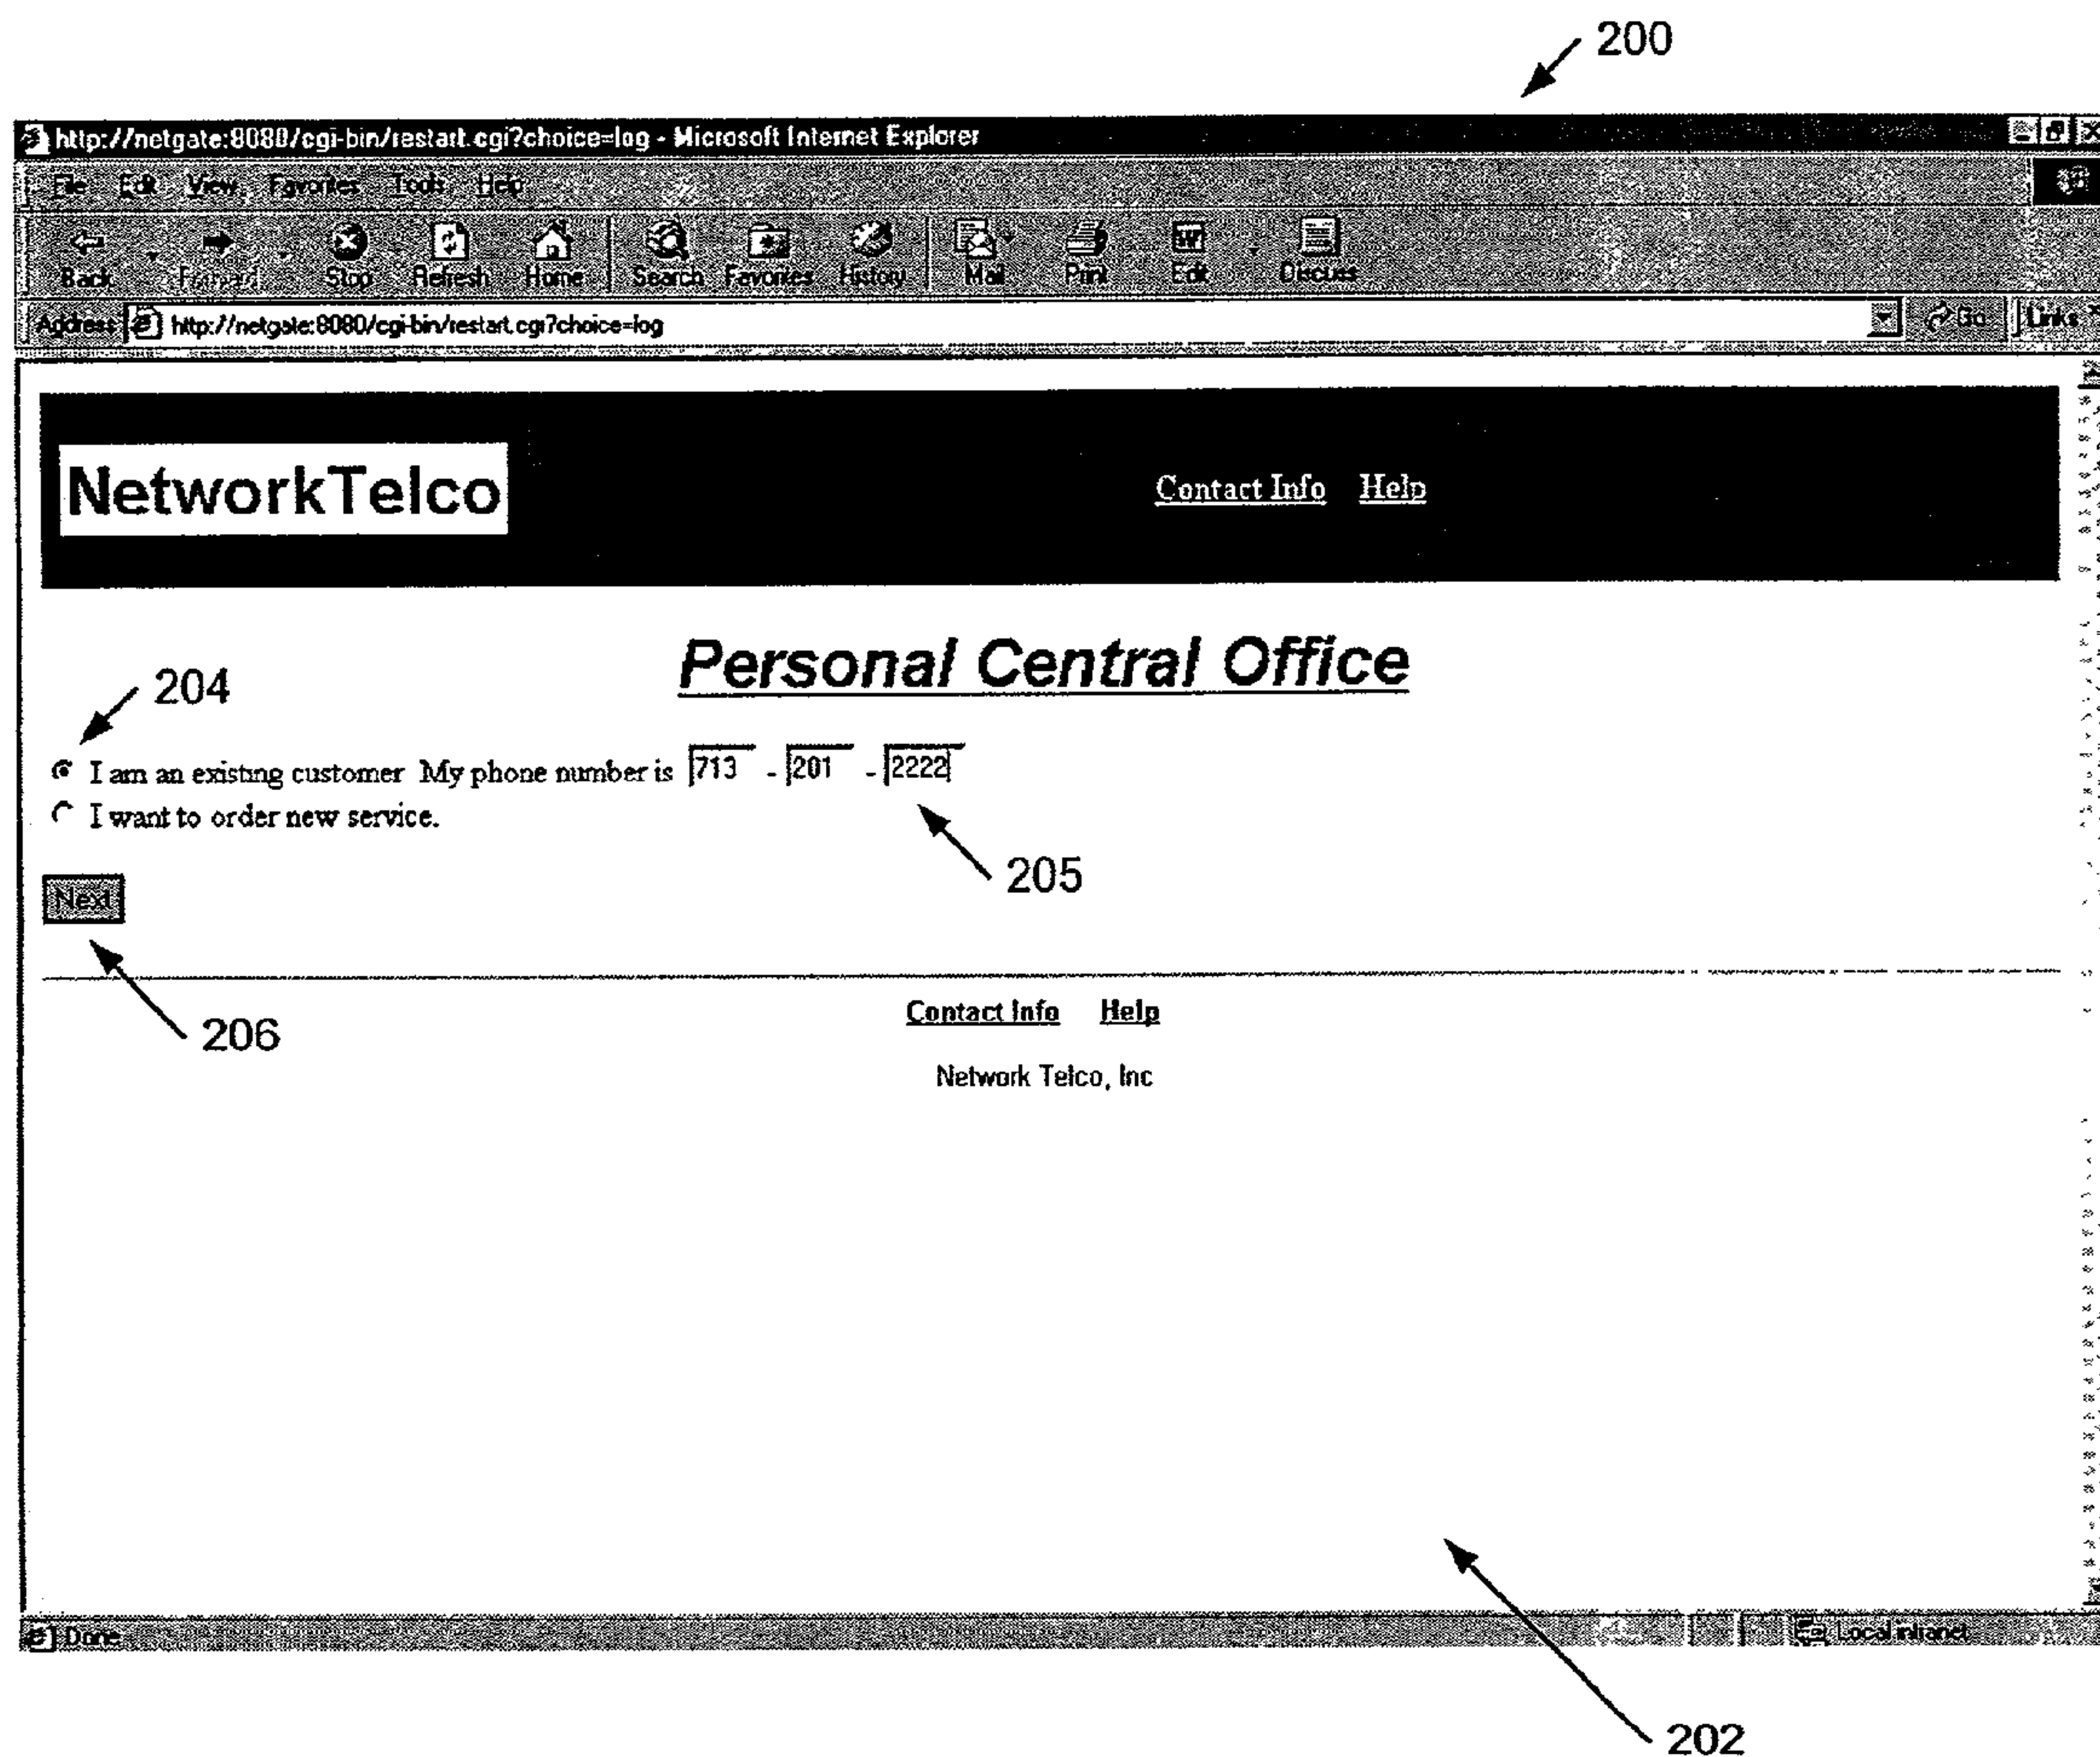 200
http://netgate:8080/cgi-bin/restart.cgi?choice=log - Microsoft Internet Explorer
File Edit View Favorites Tools Help
Back Forward Stop Refresh Home Search Favorites History Mail Print Edit Discuss
Address http://netgate:8080/cgi-bin/restart.cgi?choice=log Go Links
NetworkTelco Contact Info Help
Personal Central Office
204
I am an existing customer My phone number is 713 - 201 - 2222
I want to order new service.
205
Next
206
Contact Info Help
Network Telco, Inc
Done Local intranet
202